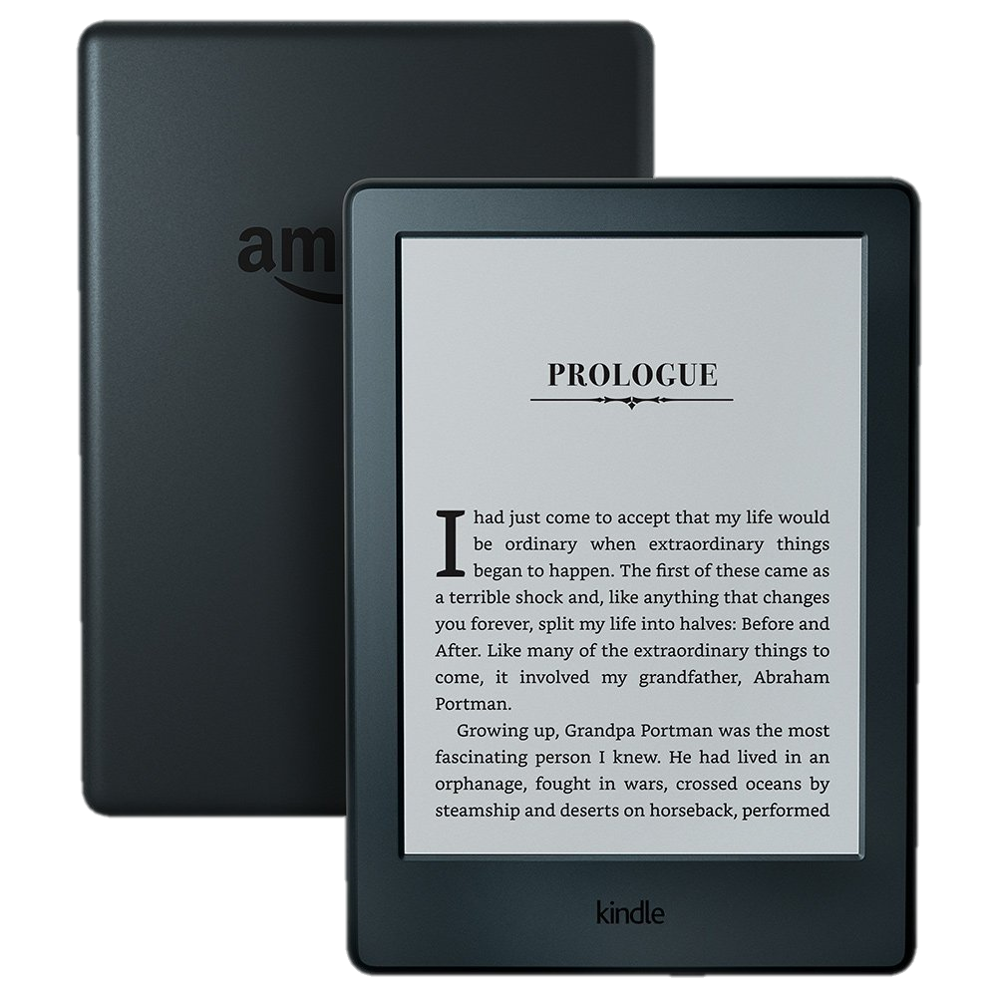 am
PROLOGUE
I had just come to accept that my life would
be ordinary when extraordinary things
began to happen. The first of these came as
a terrible shock and, like anything that changes
you forever, split my life into halves: Before and
After. Like many of the extraordinary things to
come, it involved my grandfather, Abraham
Portman.
Growing up, Grandpa Portman was the most
fascinating person I knew. He had lived in an
orphanage, fought in wars, crossed oceans by
steamship and deserts on horseback, performed
kindle